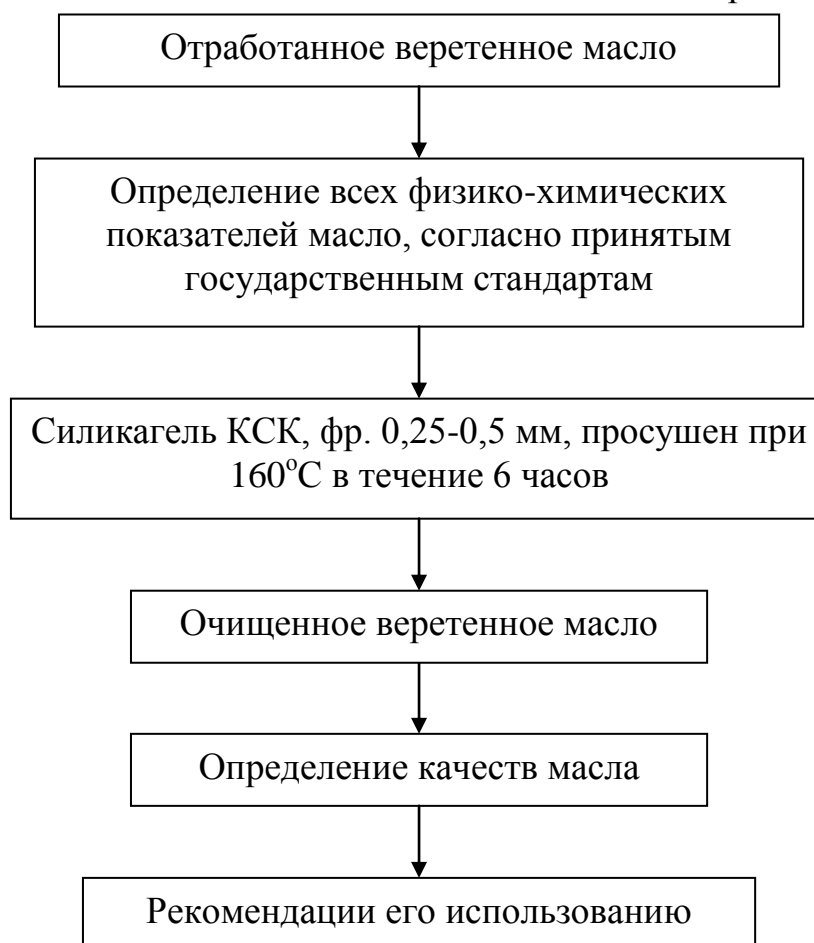 Отработанное веретенное масло
Определение всех физико-химических
показателей масло, согласно принятым
государственным стандартам
Силикагель КСК, фр. 0,25-0,5 мм, просушен при
160°С в течение 6 часов
Очищенное веретенное масло
Определение качеств масла
Рекомендации его использованию